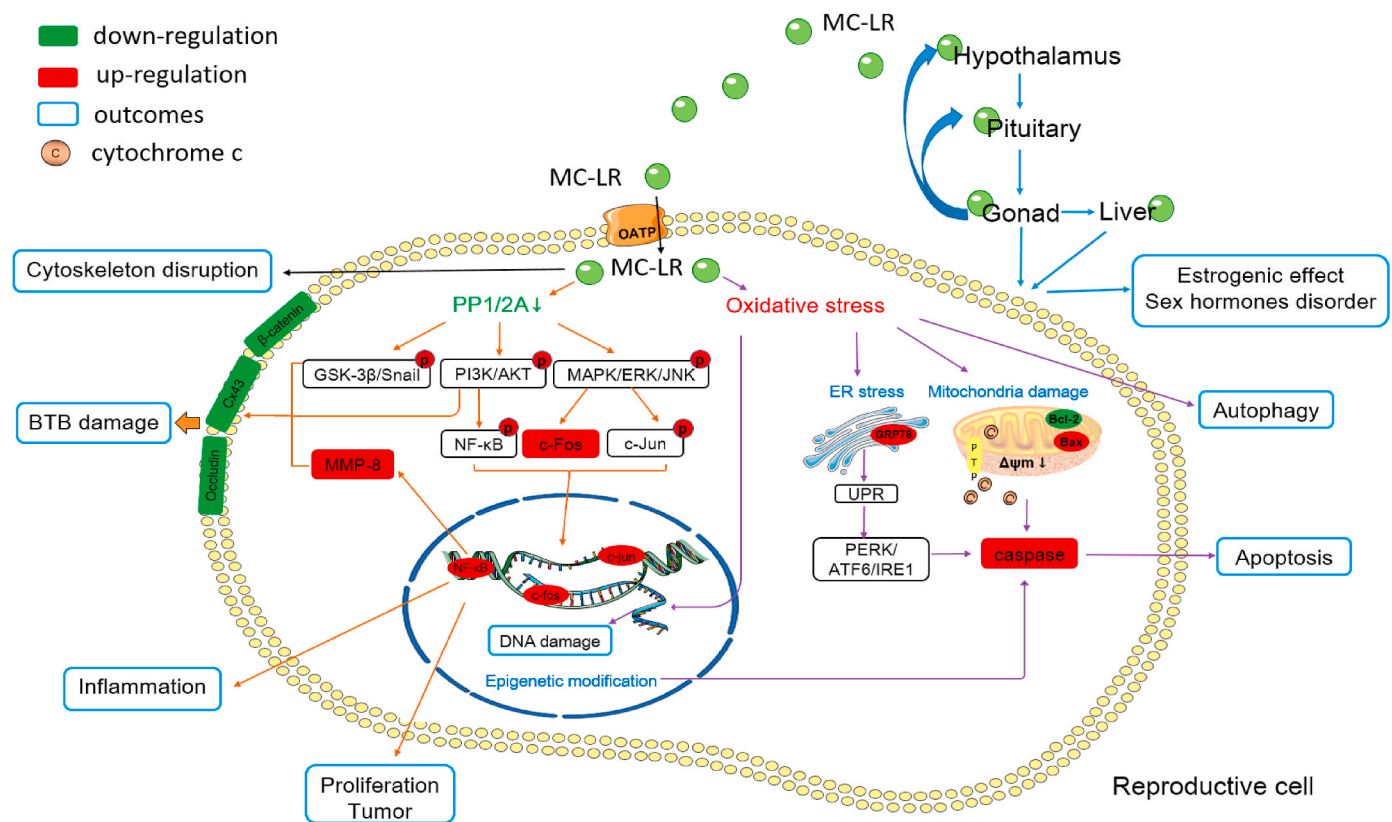 down-regulation
up-regulation
outcomes
C
cytochrome c
MC-LR
Hypothalamus
Pituitary
Gonad
Liver
MC-LR
OATP
MC-LR
Cytoskeleton disruption
Estrogenic effect
Sex hormones disorder
PP1/2A↓
Oxidative stress
β-catenin
Cx43
Occludin
BTB damage
GSK-3β/Snail
p
PI3K/AKT
p
MAPK/ERK/JNK
p
NF-κB
p
c-Fos
c-Jun
p
MMP-8
ER stress
GRP78
UPR
PERK/
ATF6/IRE1
Mitochondria damage
Bcl-2
Bax
C
P
T
P
Δψm ↓
C
C
C
C
caspase
Autophagy
Apoptosis
NF-κB
c-jun
c-fos
DNA damage
Epigenetic modification
Inflammation
Proliferation
Tumor
Reproductive cell